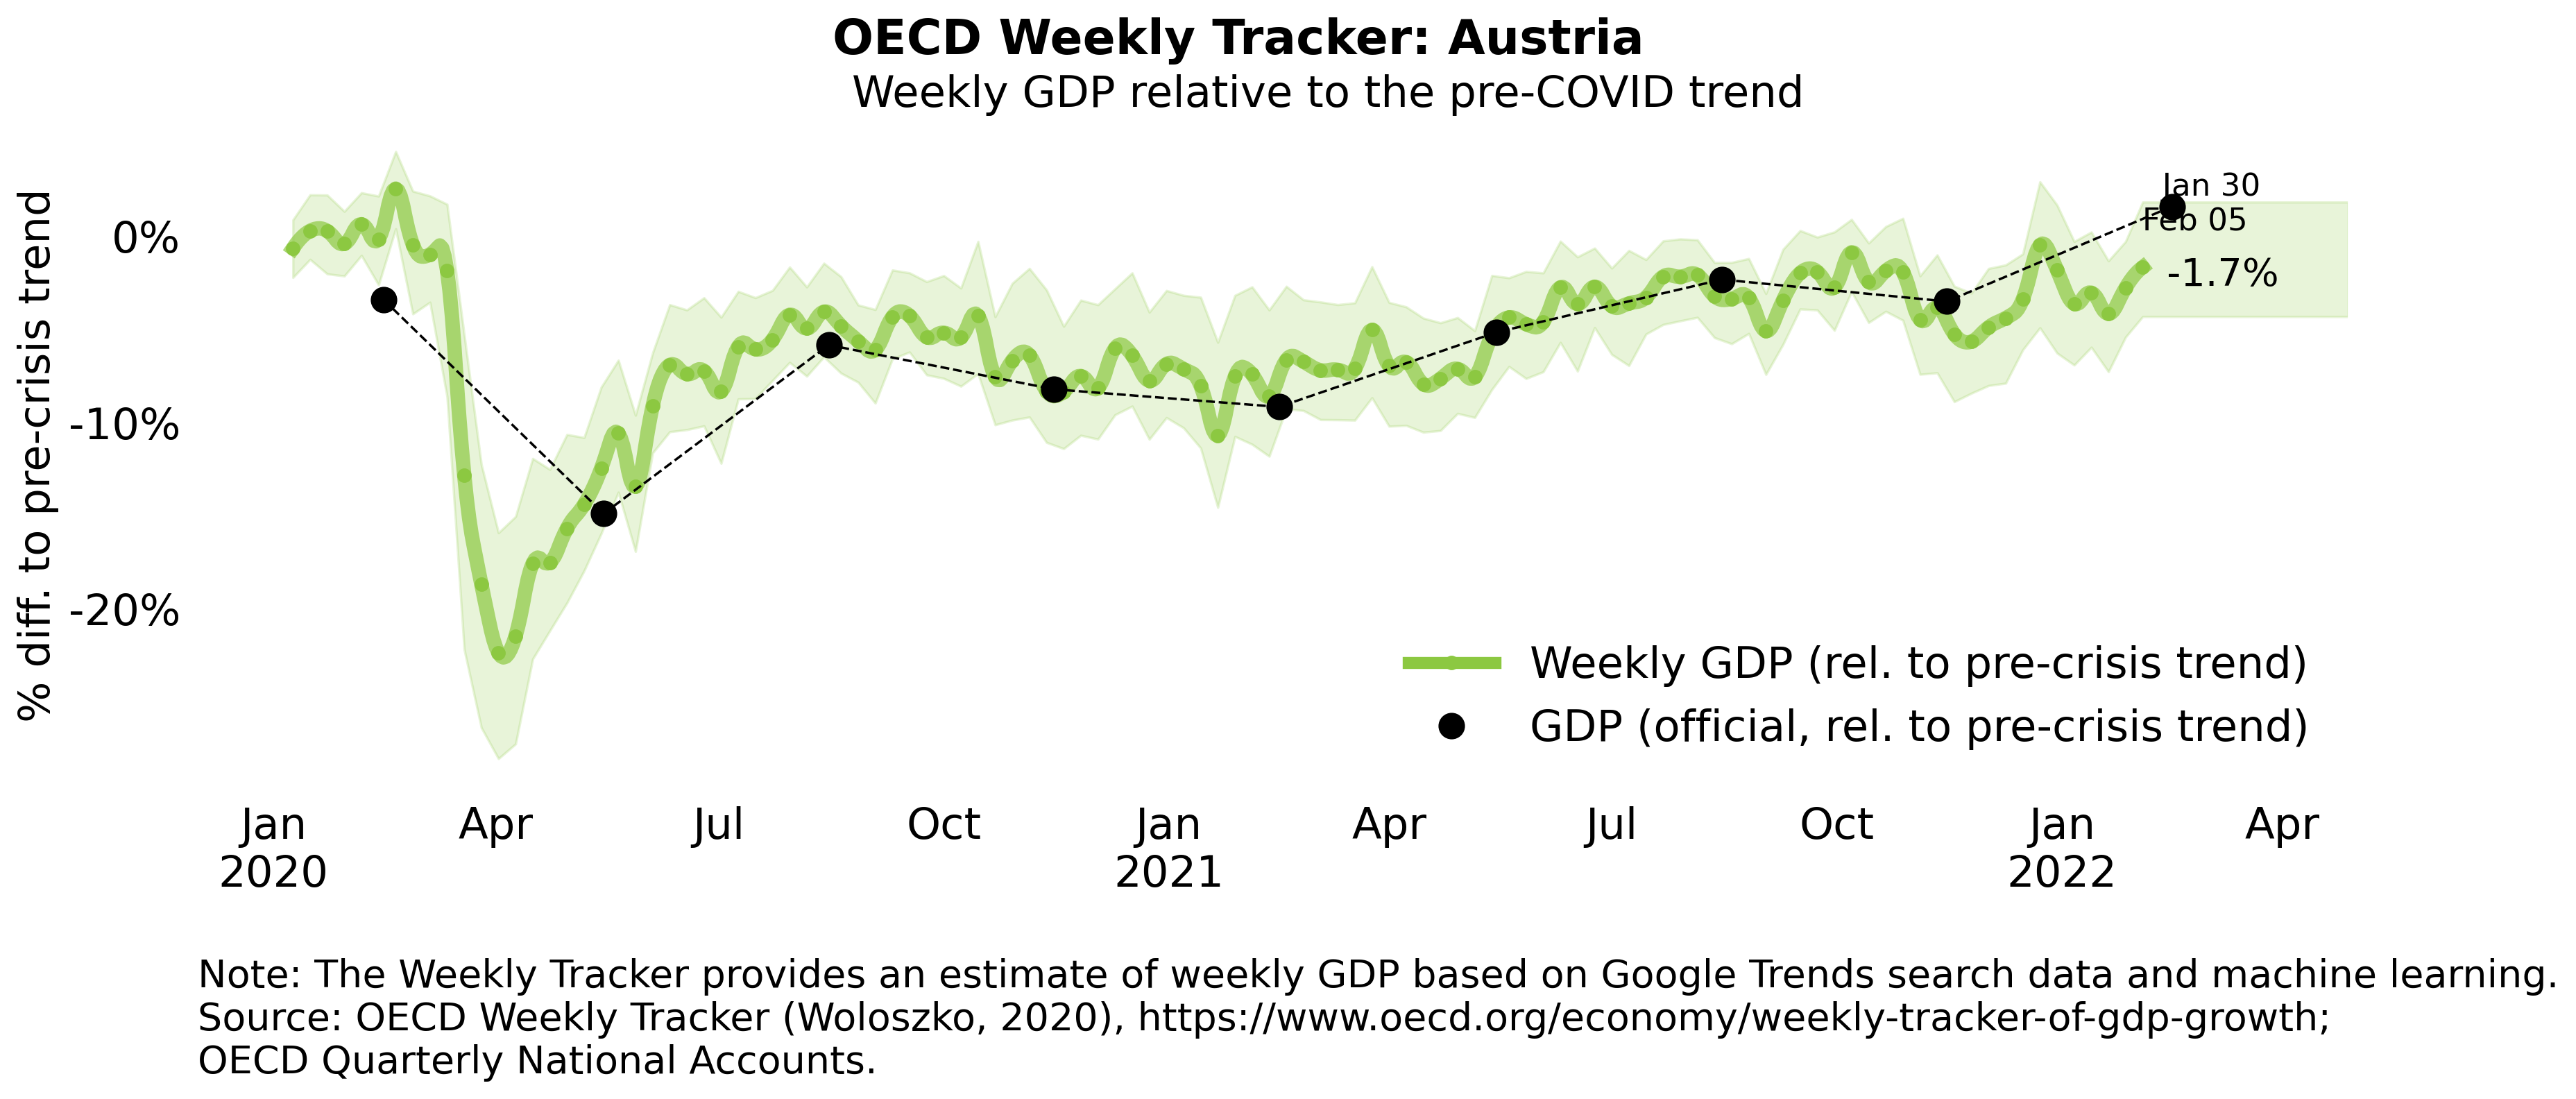 OECD Weekly Tracker: Austria
Weekly GDP relative to the pre-COVID trend
% diff. to pre-crisis trend
0%
-10%
-20%
Jan 30
Feb 05
-1.7%
Weekly GDP (rel. to pre-crisis trend)
GDP (official, rel. to pre-crisis trend)
Jan Apr Jul Oct Jan Apr Jul Oct Jan Apr
2020 2021 2022
Note: The Weekly Tracker provides an estimate of weekly GDP based on Google Trends search data and machine learning.
Source: OECD Weekly Tracker (Woloszko, 2020), https://www.oecd.org/economy/weekly-tracker-of-gdp-growth;
OECD Quarterly National Accounts.